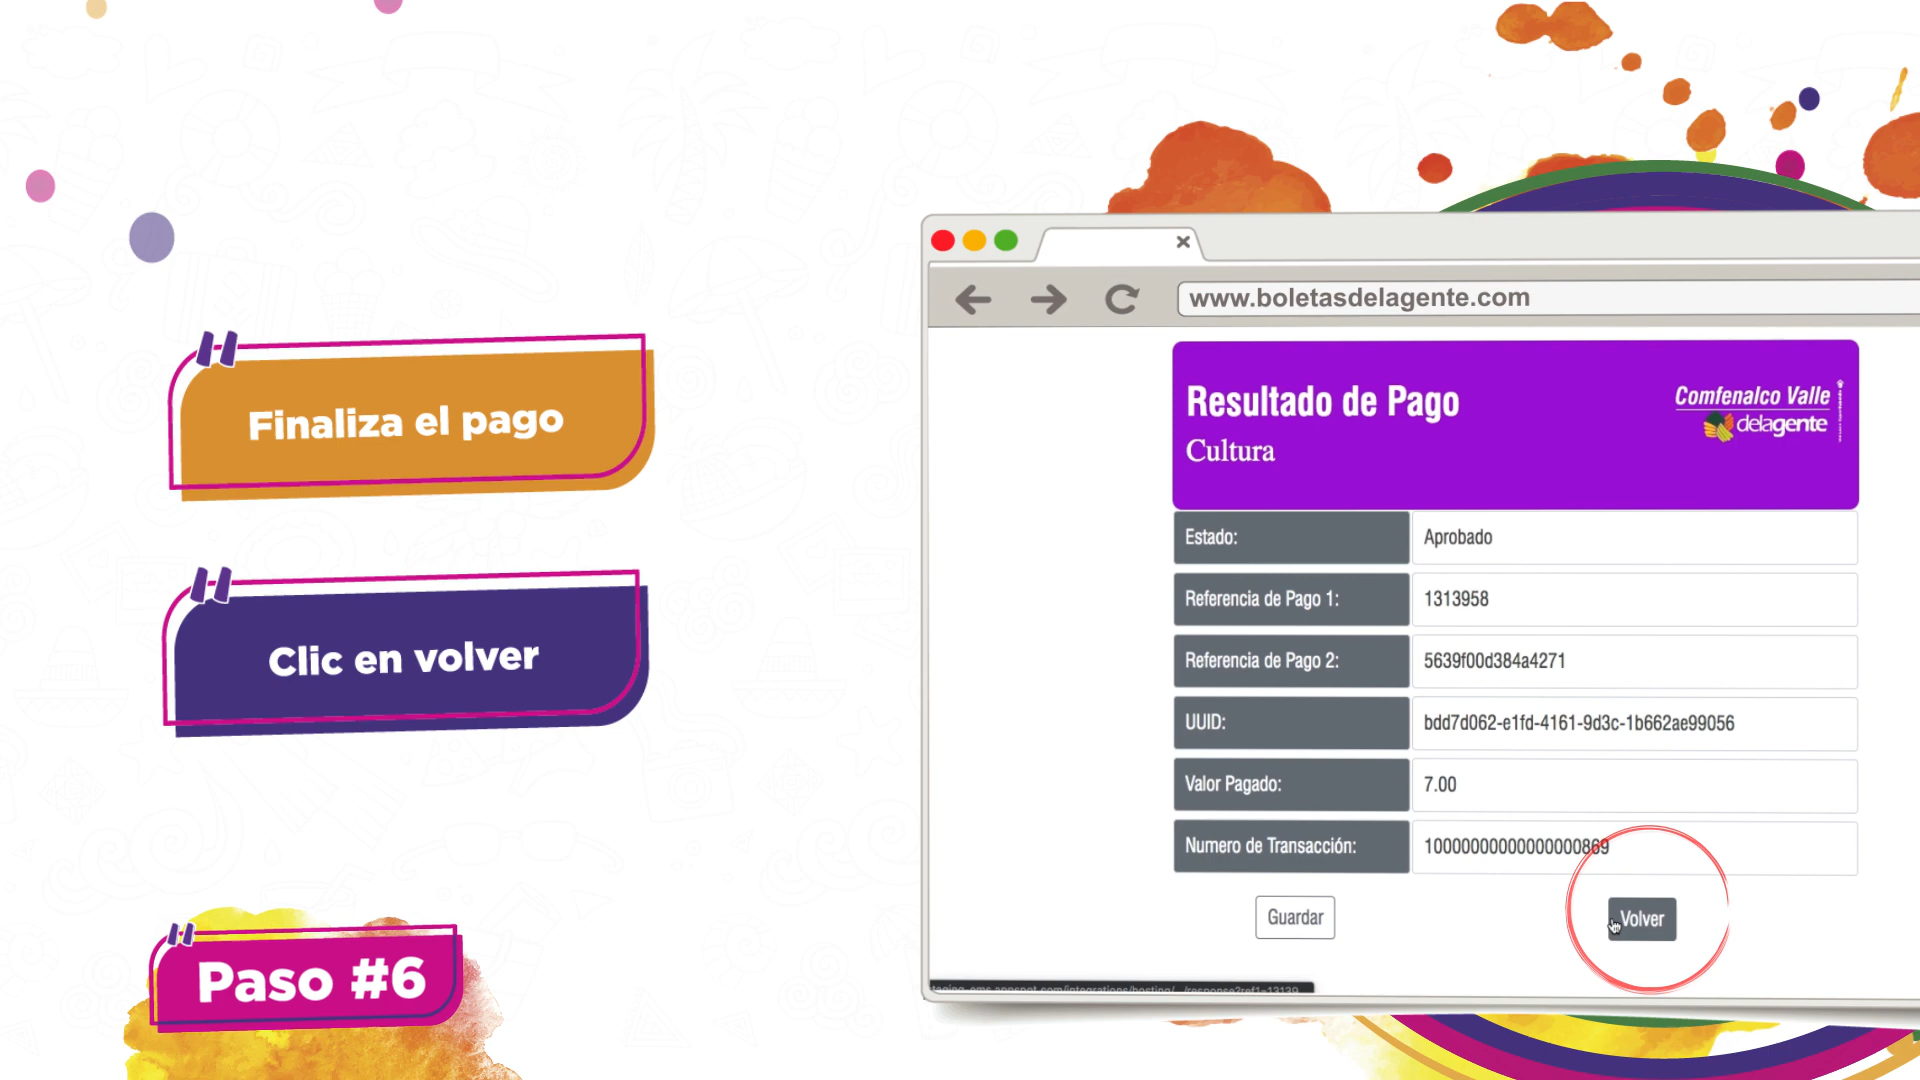 Finaliza el pago
Clic en volver
Paso #6
www.boletasdelagente.com
Resultado de Pago
Cultura
Comfenalco Valle
delagente
Estado: Aprobado
Referencia de Pago 1: 1313958
Referencia de Pago 2: 5639f00d384a4271
UUID: bdd7d062-e1fd-4161-9d3c-1b662ae99056
Valor Pagado: 7.00
Numero de Transacción: 10000000000000000869
Guardar Volver